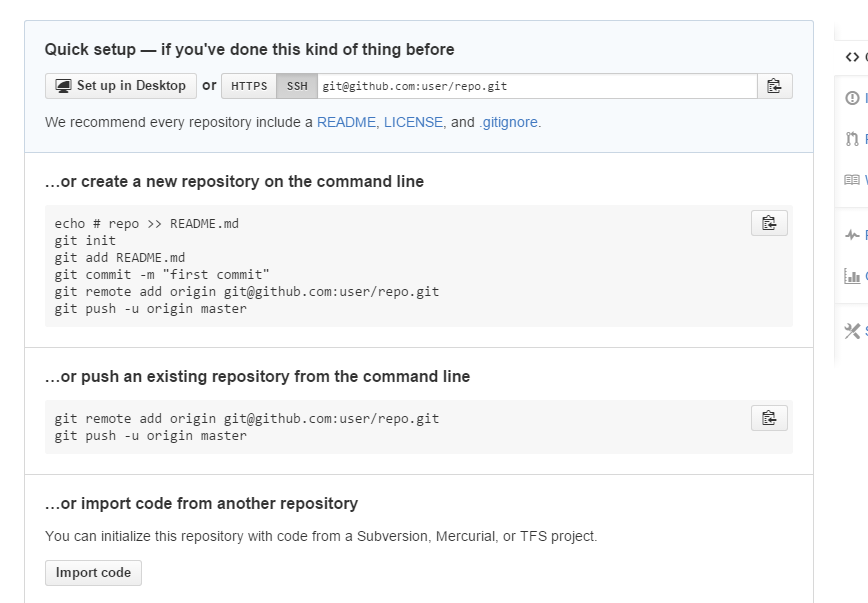 Quick setup — if you've done this kind of thing before
Set up in Desktop or HTTPS SSH git@github.com:user/repo.git
We recommend every repository include a README, LICENSE, and .gitignore.
…or create a new repository on the command line
echo # repo >> README.md
git init
git add README.md
git commit -m "first commit"
git remote add origin git@github.com:user/repo.git
git push -u origin master
…or push an existing repository from the command line
git remote add origin git@github.com:user/repo.git
git push -u origin master
…or import code from another repository
You can initialize this repository with code from a Subversion, Mercurial, or TFS project.
Import code